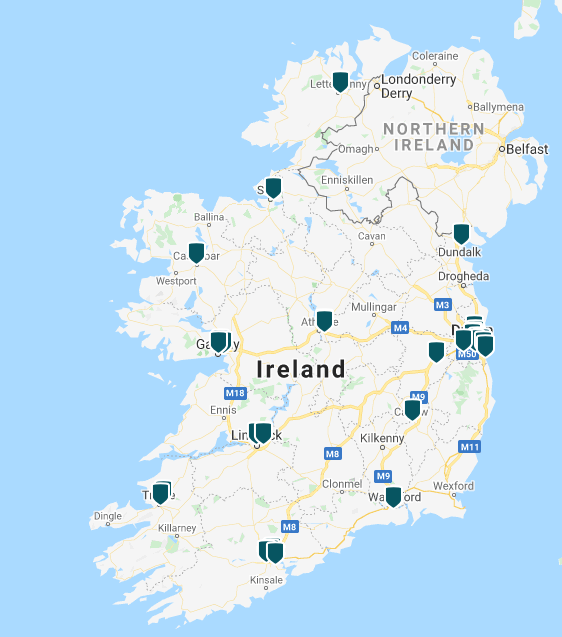 Coleraine
Londonderry
Derry
Ballymena
NORTHERN
IRELAND
Omagh
Belfast
Enniskillen
Ballina
Cavan
Dundalk
Westport
Drogheda
M3
Mullingar
M4
M50
Ireland
M18
M9
Ennis
Kilkenny
M11
M8
M9
Clonmel
Wexford
Dingle
Killarney
M8
Kinsale